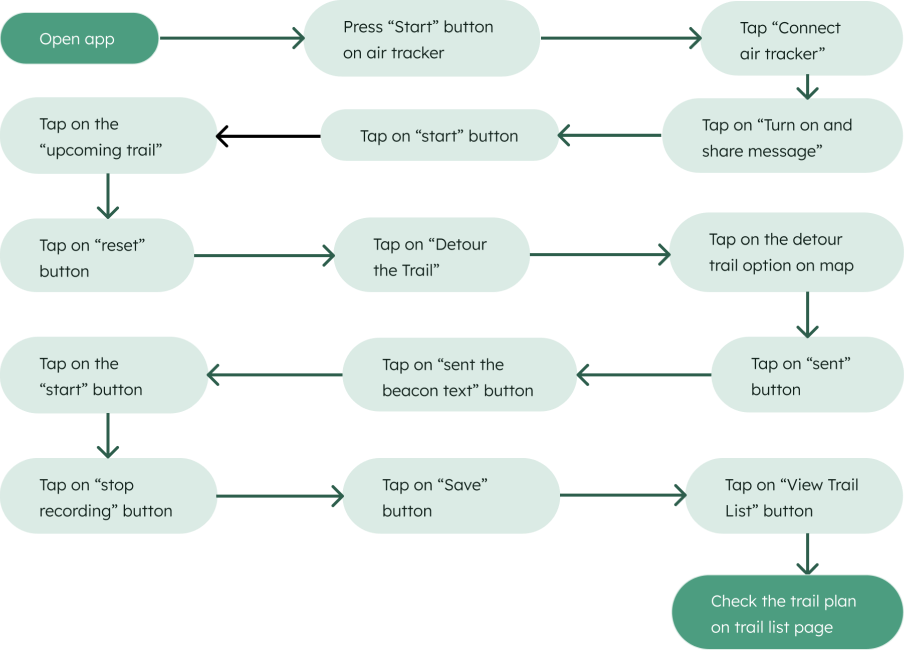 Open app
Press “Start” button
on air tracker
Tap “Connect
air tracker”
Tap on “Turn on and
share message”
Tap on “start” button
Tap on the
“upcoming trail”
Tap on “reset”
button
Tap on “Detour
the Trail”
Tap on the detour
trail option on map
Tap on “sent”
button
Tap on “sent the
beacon text” button
Tap on the
“start” button
Tap on “stop
recording” button
Tap on “Save”
button
Tap on “View Trail
List” button
Check the trail plan
on trail list page